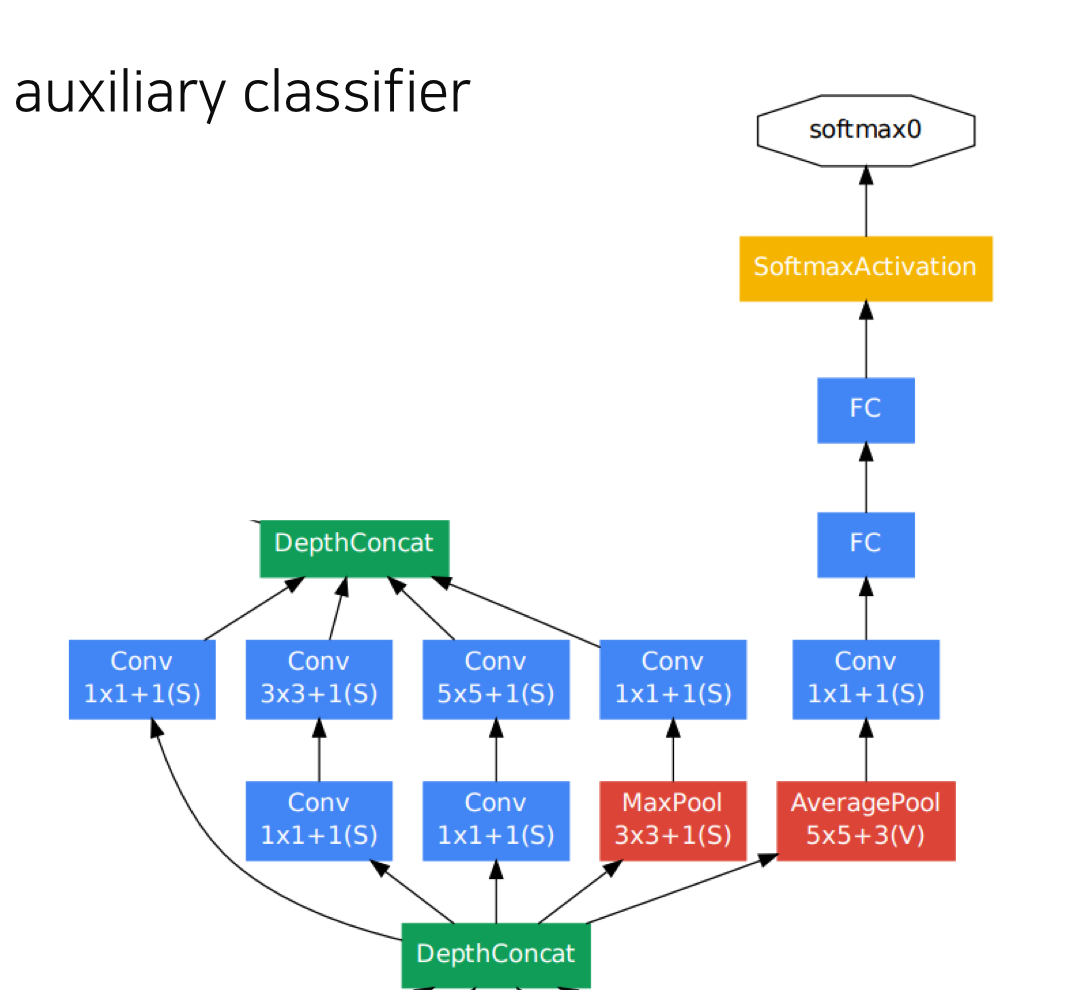 auxiliary classifier
softmax0
SoftmaxActivation
FC
FC
DepthConcat
Conv
1x1+1(S)
Conv
3x3+1(S)
Conv
5x5+1(S)
Conv
1x1+1(S)
Conv
1x1+1(S)
Conv
1x1+1(S)
Conv
1x1+1(S)
MaxPool
3x3+1(S)
AveragePool
5x5+3(V)
DepthConcat